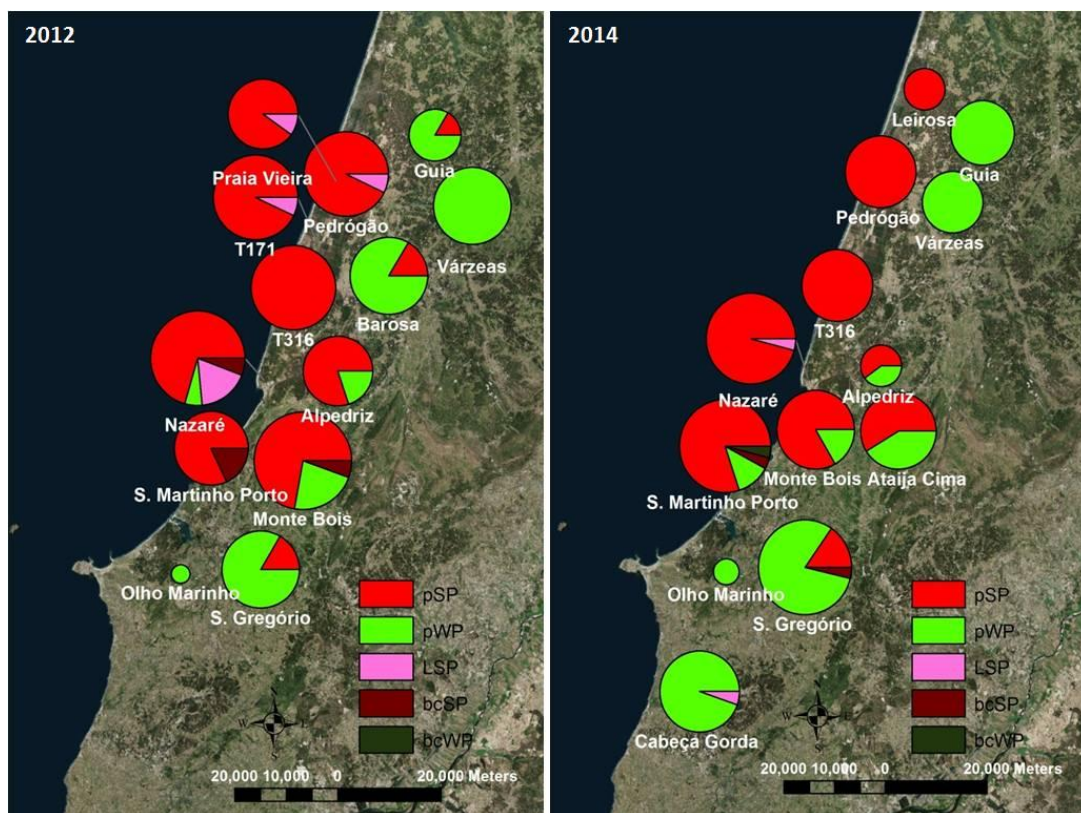 2012
Guia
Praia Vieira
Pedrógão
T171
Várzeas
Barosa
T316
Alpedriz
Nazaré
S. Martinho Porto
Monte Bois
Olho Marinho
S. Gregório
pSP
pWP
LSP
bcSP
bcWP
N
W
E
S
20,000 10,000 0 20,000 Meters
2014
Leirosa
Guia
Pedrógão
Várzeas
T316
Alpedriz
Nazaré
Monte Bois
Ataija Cima
S. Martinho Porto
Olho Marinho
S. Gregório
Cabeça Gorda
pSP
pWP
LSP
bcSP
bcWP
N
W
E
S
20,000 10,000 0 20,000 Meters